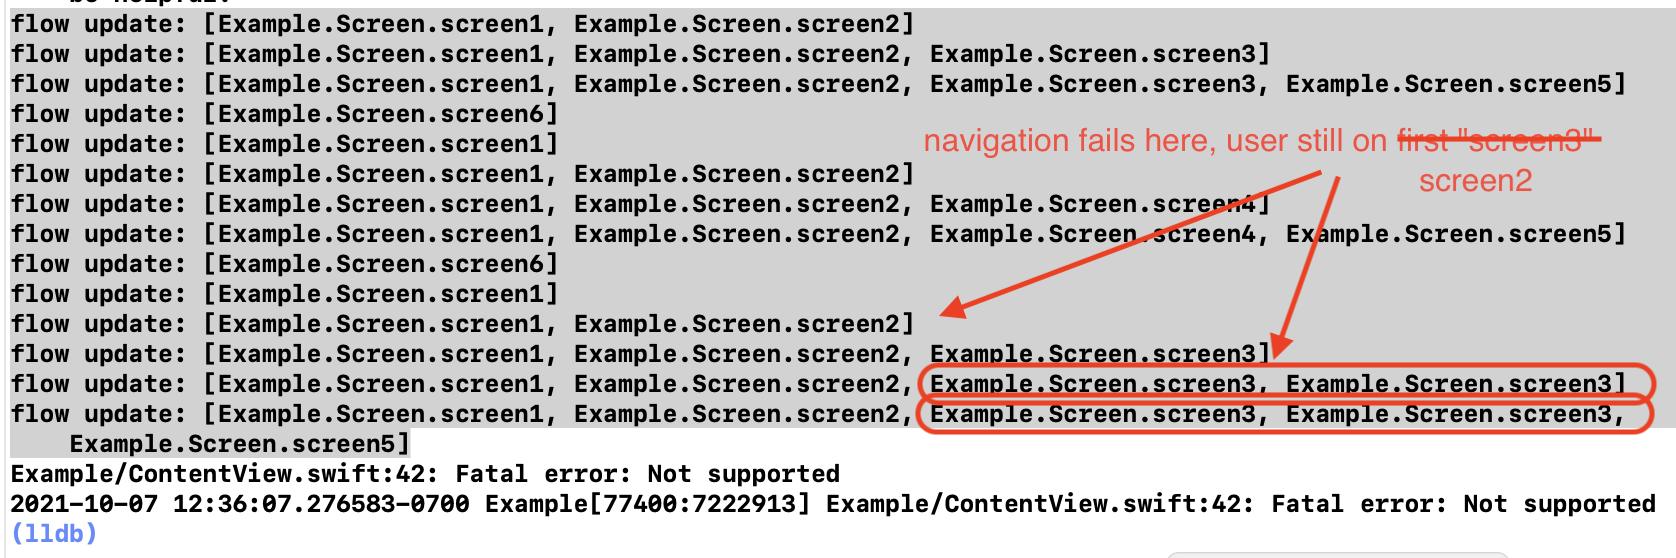 be helpful.
flow update: [Example.Screen.screen1, Example.Screen.screen2]
flow update: [Example.Screen.screen1, Example.Screen.screen2, Example.Screen.screen3]
flow update: [Example.Screen.screen1, Example.Screen.screen2, Example.Screen.screen3, Example.Screen.screen5]
flow update: [Example.Screen.screen6]
flow update: [Example.Screen.screen1]
navigation fails here, user still on first "screen3"
flow update: [Example.Screen.screen1, Example.Screen.screen2]
screen2
flow update: [Example.Screen.screen1, Example.Screen.screen2, Example.Screen.screen4]
flow update: [Example.Screen.screen1, Example.Screen.screen2, Example.Screen.screen4, Example.Screen.screen5]
flow update: [Example.Screen.screen6]
flow update: [Example.Screen.screen1]
flow update: [Example.Screen.screen1, Example.Screen.screen2]
flow update: [Example.Screen.screen1, Example.Screen.screen2, Example.Screen.screen3]
flow update: [Example.Screen.screen1, Example.Screen.screen2, Example.Screen.screen3, Example.Screen.screen3]
flow update: [Example.Screen.screen1, Example.Screen.screen2, Example.Screen.screen3, Example.Screen.screen3,
Example.Screen.screen5]
Example/ContentView.swift:42: Fatal error: Not supported
2021-10-07 12:36:07.276583-0700 Example[77400:7222913] Example/ContentView.swift:42: Fatal error: Not supported
(lldb)